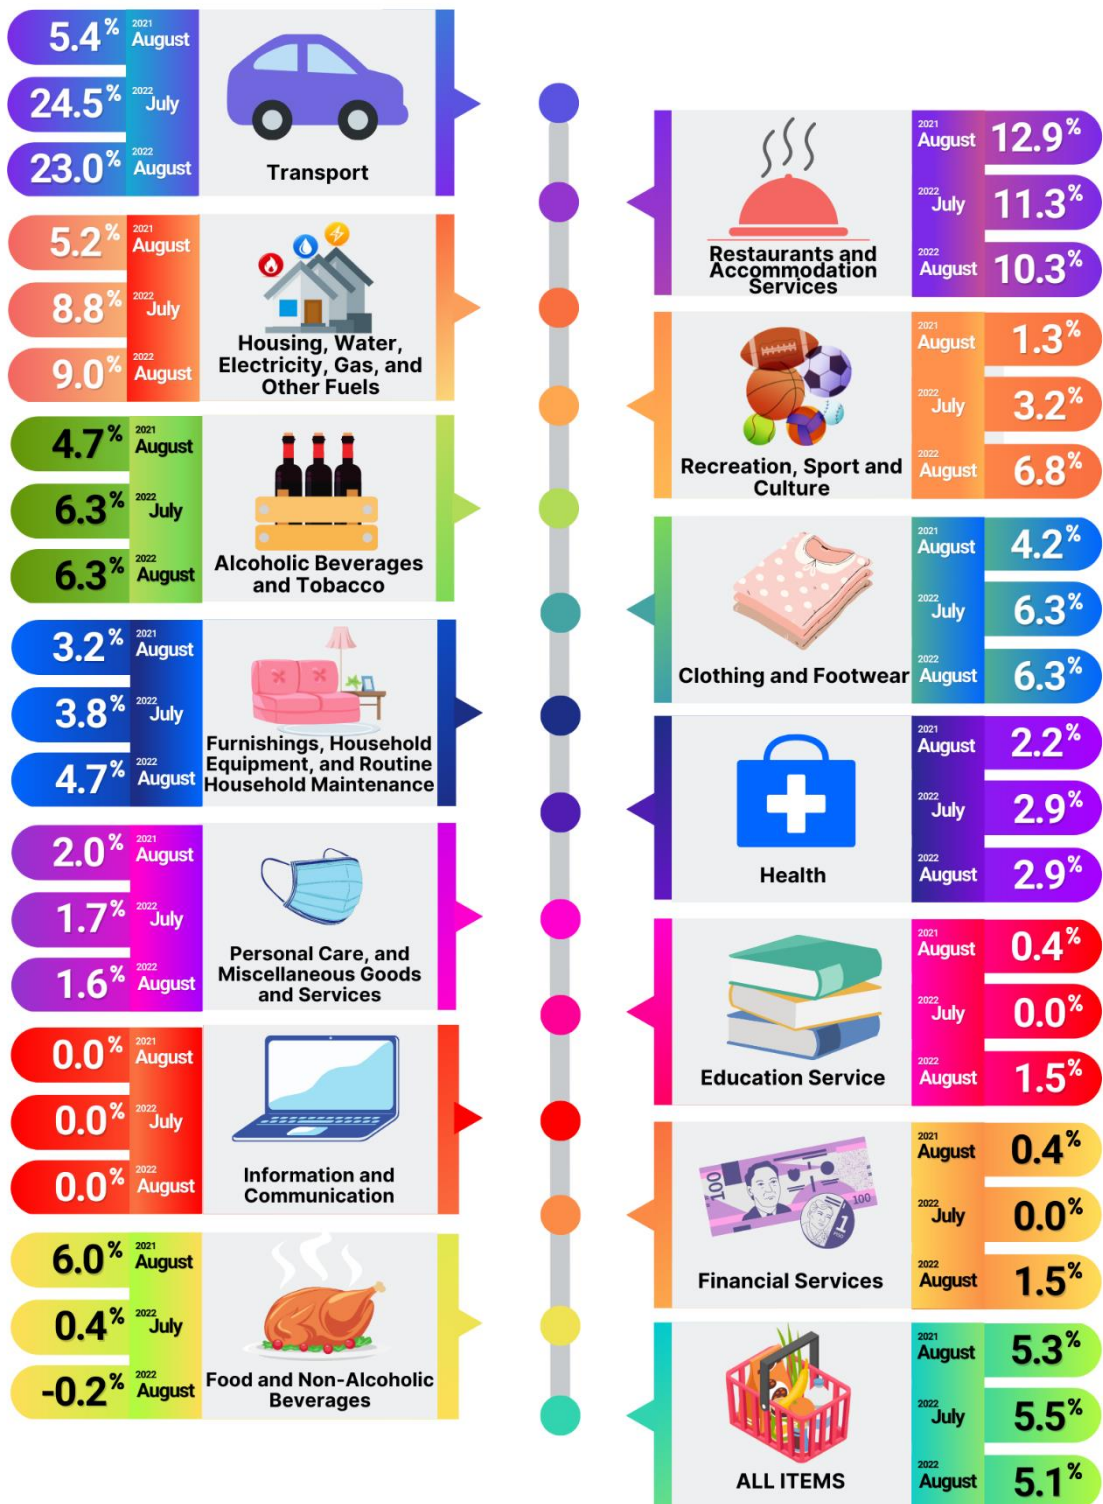 5.4% 2021 August
24.5% 2022 July
23.0% 2022 August
Transport
12.9% 2021 August
11.3% 2022 July
10.3% 2022 August
Restaurants and
Accommodation
Services
5.2% 2021 August
8.8% 2022 July
9.0% 2022 August
Housing, Water,
Electricity, Gas, and
Other Fuels
2021 August 1.3%
2022 July 3.2%
2022 August 6.8%
Recreation, Sport and
Culture
4.7% 2021 August
6.3% 2022 July
6.3% 2022 August
Alcoholic Beverages
and Tobacco
2021 August 4.2%
2022 July 6.3%
2022 August 6.3%
Clothing and Footwear
3.2% 2021 August
3.8% 2022 July
4.7% 2022 August
Furnishings, Household
Equipment, and Routine
Household Maintenance
2021 August 2.2%
2022 July 2.9%
2022 August 2.9%
Health
2.0% 2021 August
1.7% 2022 July
1.6% 2022 August
Personal Care, and
Miscellaneous Goods
and Services
2021 August 0.4%
2022 July 0.0%
2022 August 1.5%
Education Service
0.0% 2021 August
0.0% 2022 July
0.0% 2022 August
Information and
Communication
100
100
1
2021 August 0.4%
2022 July 0.0%
2022 August 1.5%
Financial Services
6.0% 2021 August
0.4% 2022 July
-0.2% 2022 August
Food and Non-Alcoholic
Beverages
2021 August 5.3%
2022 July 5.5%
2022 August 5.1%
ALL ITEMS